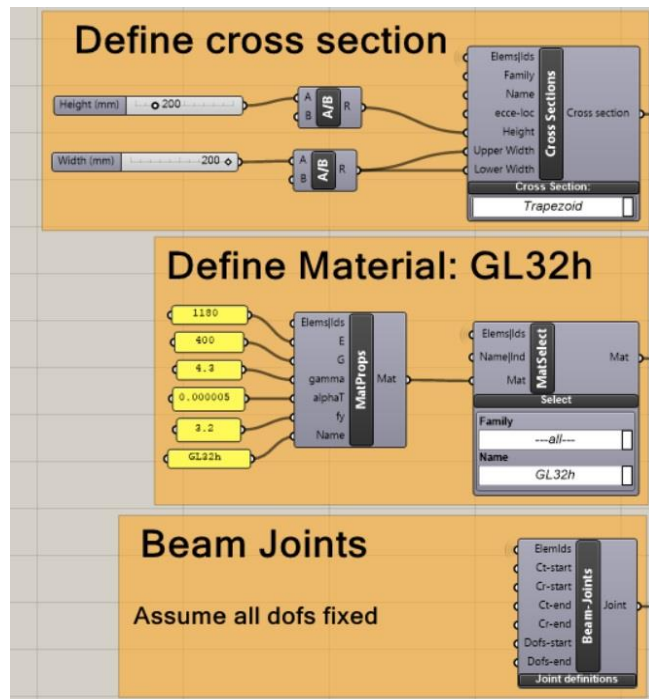 Define cross section
Height (mm)
200
A
B
A/B
R
Width (mm)
200
A
B
A/B
R
Elems|Ids
Family
Name
ecce-loc
Height
Upper Width
Lower Width
Cross Sections
Cross section
Cross Section:
Trapezoid
Define Material: GL32h
1180
400
4.3
0.000005
3.2
GL32h
Elems|Ids
E
G
gamma
alphaT
fy
Name
MatProps
Mat
Elems|Ids
Name|Ind
Mat
MatSelect
Mat
Select
Family
---all---
Name
GL32h
Beam Joints
Assume all dofs fixed
ElemIds
Ct-start
Cr-start
Ct-end
Cr-end
Dofs-start
Dofs-end
Beam-Joints
Joint
Joint definitions